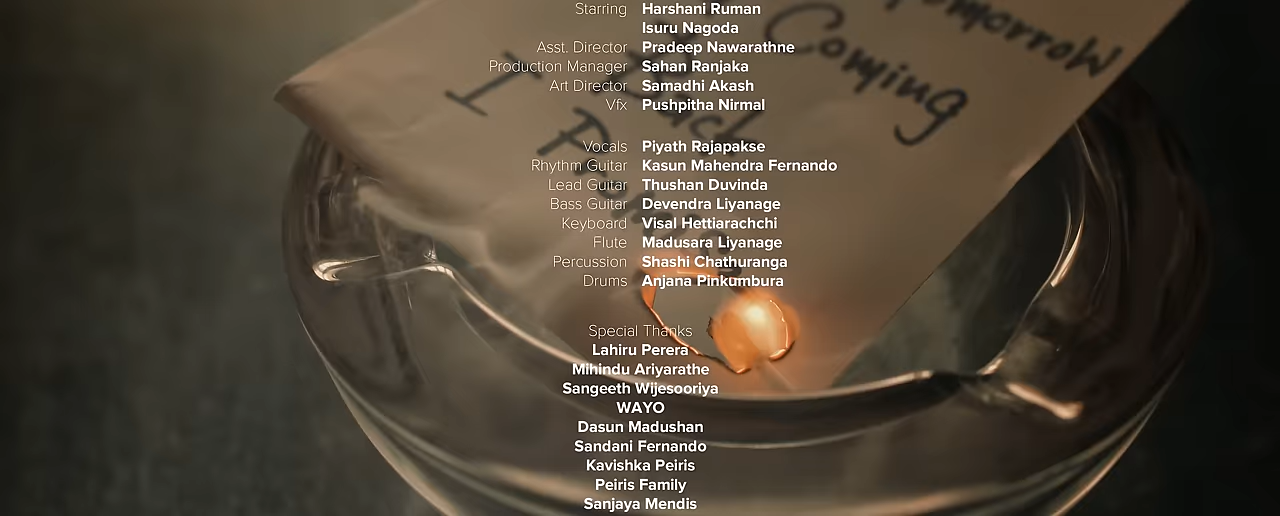 Starring Harshani Ruman
Isuru Nagoda
Asst. Director Pradeep Nawarathne
Production Manager Sahan Ranjaka
Art Director Samadhi Akash
Vfx Pushpitha Nirmal
Vocals Piyath Rajapakse
Rhythm Guitar Kasun Mahendra Fernando
Lead Guitar Thushan Duvinda
Bass Guitar Devendra Liyanage
Keyboard Visal Hettiarachchi
Flute Madusara Liyanage
Percussion Shashi Chathuranga
Drums Anjana Pinkumbura
Special Thanks
Lahiru Perera
Mihindu Ariyarathe
Sangeeth Wijesooriya
WAYO
Dasun Madushan
Sandani Fernando
Kavishka Peiris
Peiris Family
Sanjaya Mendis
Tomorrow
Coming
Back
I